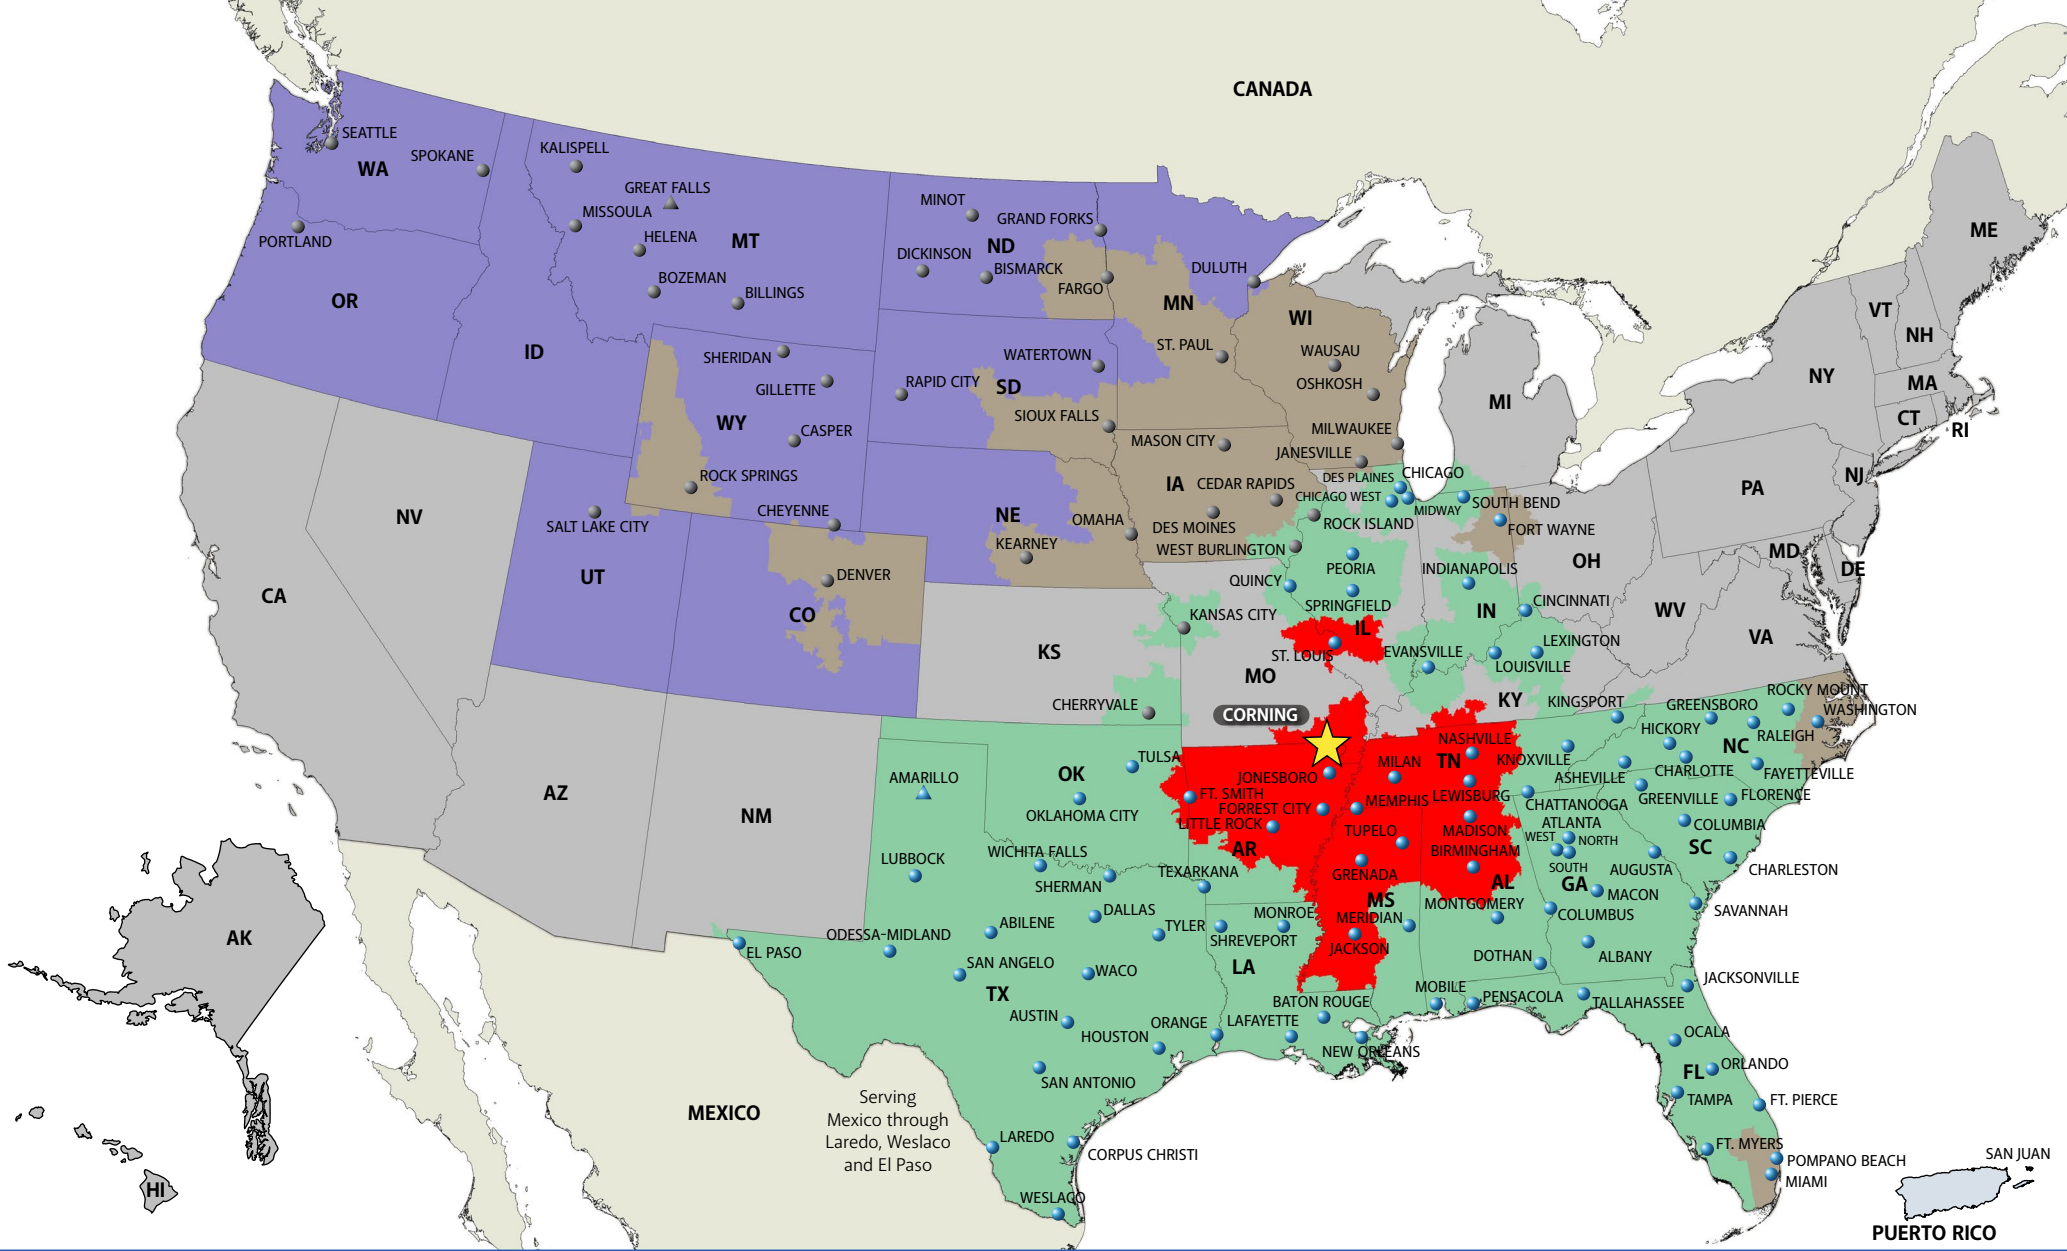 CANADA
SEATTLE
SPOKANE
WA
KALISPELL
GREAT FALLS
MISSOULA
HELENA
MT
BOZEMAN
BILLINGS
PORTLAND
OR
ID
MINOT
GRAND FORKS
ND
DICKINSON
BISMARCK
FARGO
DULUTH
MN
WI
ST. PAUL
WAUSAU
OSHKOSH
MILWAUKEE
JANESVILLE
MI
ME
VT
NH
NY
MA
CT
RI
SHERIDAN
GILLETTE
WY
CASPER
ROCK SPRINGS
CHEYENNE
WATERTOWN
RAPID CITY
SD
SIOUX FALLS
MASON CITY
IA
CEDAR RAPIDS
DES MOINES
WEST BURLINGTON
DES PLAINES
CHICAGO
CHICAGO WEST
MIDWAY
SOUTH BEND
ROCK ISLAND
FORT WAYNE
PA
NJ
NV
CA
SALT LAKE CITY
UT
NE
OMAHA
KEARNEY
DENVER
CO
PEORIA
QUINCY
SPRINGFIELD
INDIANAPOLIS
IN
OH
CINCINNATI
MD
DE
WV
VA
KANSAS CITY
KS
IL
ST. LOUIS
MO
EVANSVILLE
LEXINGTON
LOUISVILLE
KY
CHERRYVALE
CORNING
KINGSPORT
GREENSBORO
ROCKY MOUNT
WASHINGTON
HICKORY
RALEIGH
NC
NASHVILLE
TN
KNOXVILLE
MILAN
ASHEVILLE
CHARLOTTE
FAYETTEVILLE
AZ
NM
AMARILLO
OK
TULSA
OKLAHOMA CITY
JONESBORO
FT. SMITH
FORREST CITY
LITTLE ROCK
AR
MEMPHIS
LEWISBURG
CHATTANOOGA
GREENVILLE
FLORENCE
TUPELO
MADISON
ATLANTA
WEST
NORTH
SOUTH
COLUMBIA
SC
BIRMINGHAM
AL
GRENADA
MS
GA
AUGUSTA
MACON
CHARLESTON
LUBBOCK
WICHITA FALLS
SHERMAN
TEXARKANA
ABILENE
DALLAS
TYLER
MONROE
SHREVEPORT
MERIDIAN
JACKSON
MONTGOMERY
COLUMBUS
SAVANNAH
ODESSA-MIDLAND
EL PASO
SAN ANGELO
WACO
TX
LA
DOTHAN
ALBANY
JACKSONVILLE
AUSTIN
HOUSTON
ORANGE
LAFAYETTE
BATON ROUGE
NEW ORLEANS
MOBILE
PENSACOLA
TALLAHASSEE
OCALA
ORLANDO
FL
TAMPA
FT. PIERCE
SAN ANTONIO
LAREDO
CORPUS CHRISTI
WESLACO
FT. MYERS
POMPANO BEACH
MIAMI
MEXICO
Serving
Mexico through
Laredo, Weslaco
and El Paso
AK
HI
SAN JUAN
PUERTO RICO